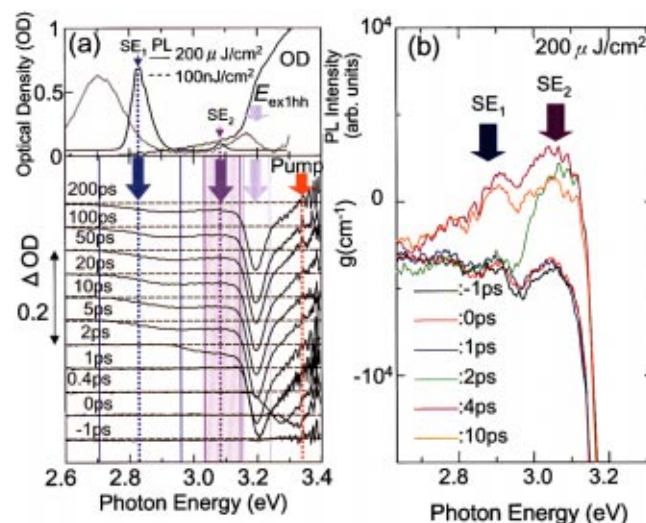 (a)
SE1 PL
200 μJ/cm²
100nJ/cm²
OD
SE2
Eex1hh
Optical Density (OD)
1
0.5
0
Pump
200ps
100ps
50ps
20ps
10ps
5ps
2ps
1ps
0.4ps
0ps
-1ps
Δ OD
0.2
2.6 2.8 3.0 3.2 3.4
Photon Energy (eV)
PL Intensity
(arb. units)
(b)
200 μ J/cm²
SE1
SE2
10⁴
0
-10⁴
g(cm⁻¹)
:-1ps
:0ps
:1ps
:2ps
:4ps
:10ps
2.8 3.0 3.2
Photon Energy (eV)